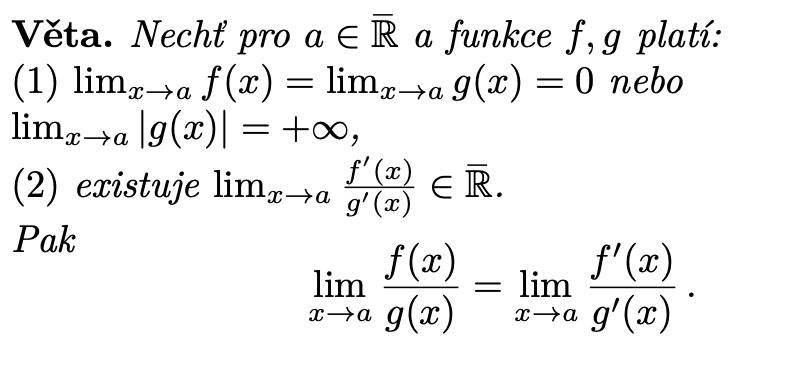 Věta. Nechť pro a ∈ ℝ̅ a funkce f, g platí:
(1) lim_{x→a} f(x) = lim_{x→a} g(x) = 0 nebo
lim_{x→a} |g(x)| = +∞,
(2) existuje lim_{x→a} f′(x)/g′(x) ∈ ℝ̅.
Pak
lim_{x→a} f(x)/g(x) = lim_{x→a} f′(x)/g′(x) .